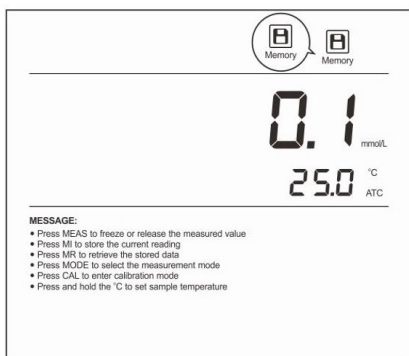 Memory
Memory
0.1 mmol/L
25.0 °C
ATC
MESSAGE:
• Press MEAS to freeze or release the measured value
• Press MI to store the current reading
• Press MR to retrieve the stored data
• Press MODE to select the measurement mode
• Press CAL to enter calibration mode
• Press and hold the °C to set sample temperature